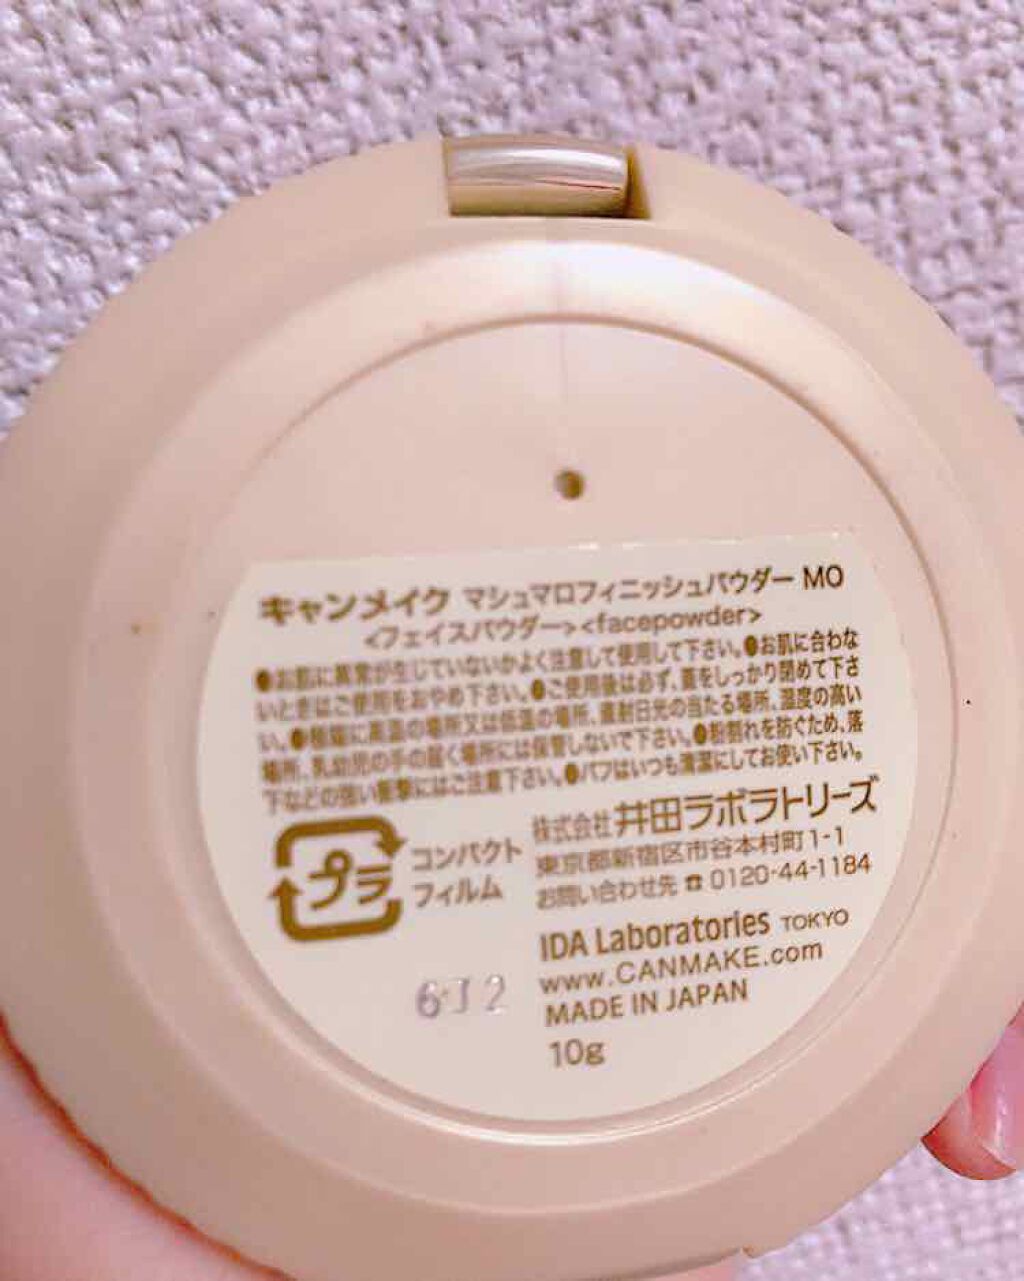 キャンメイク マシュマロフィニッシュパウダー MO
<フェイスパウダー><facepowder>
●お肌に異常が生じていないかよく注意して使用して下さい。●お肌に合わな
いときはご使用をおやめ下さい。●ご使用後は必ず、蓋をしっかり閉めて下さ
い。●極端に高温の場所又は低温の場所、直射日光の当たる場所、湿度の高い
場所、乳幼児の手の届く場所には保管しないで下さい。●粉割れを防ぐため、落
下などの強い衝撃にはご注意下さい。●パフはいつも清潔にしてお使い下さい。
プラ
コンパクト
フィルム
株式会社 井田ラボラトリーズ
東京都新宿区市谷本村町1-1
お問い合わせ先 ☎ 0120-44-1184
IDA Laboratories TOKYO
www.CANMAKE.com
MADE IN JAPAN
10g
6J2